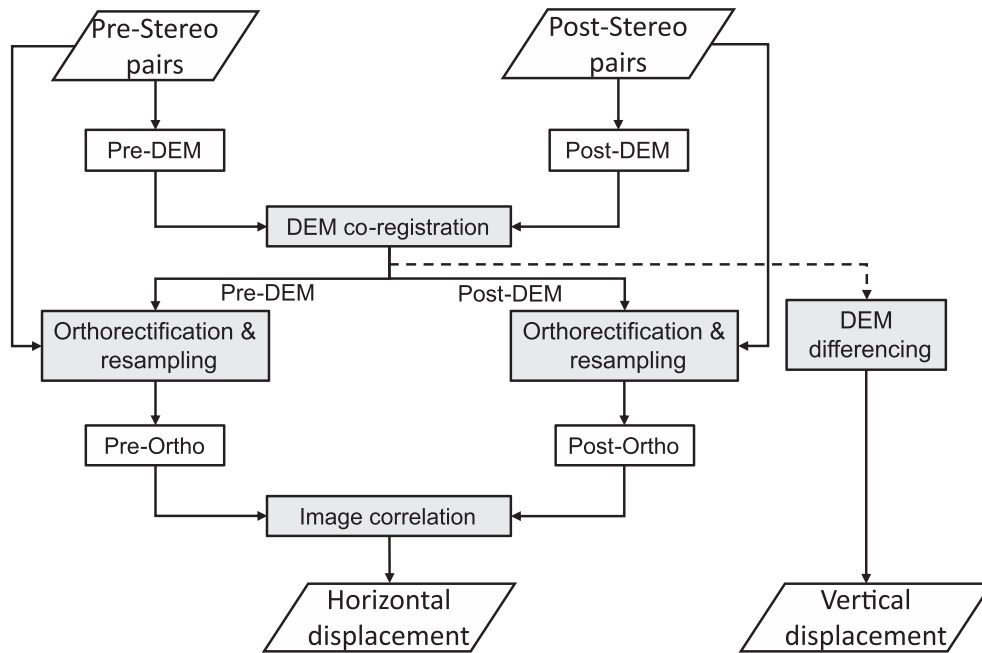 Pre-Stereo
pairs
Post-Stereo
pairs
Pre-DEM
Post-DEM
DEM co-registration
Pre-DEM
Post-DEM
Orthorectification &
resampling
Orthorectification &
resampling
DEM
differencing
Pre-Ortho
Post-Ortho
Image correlation
Horizontal
displacement
Vertical
displacement